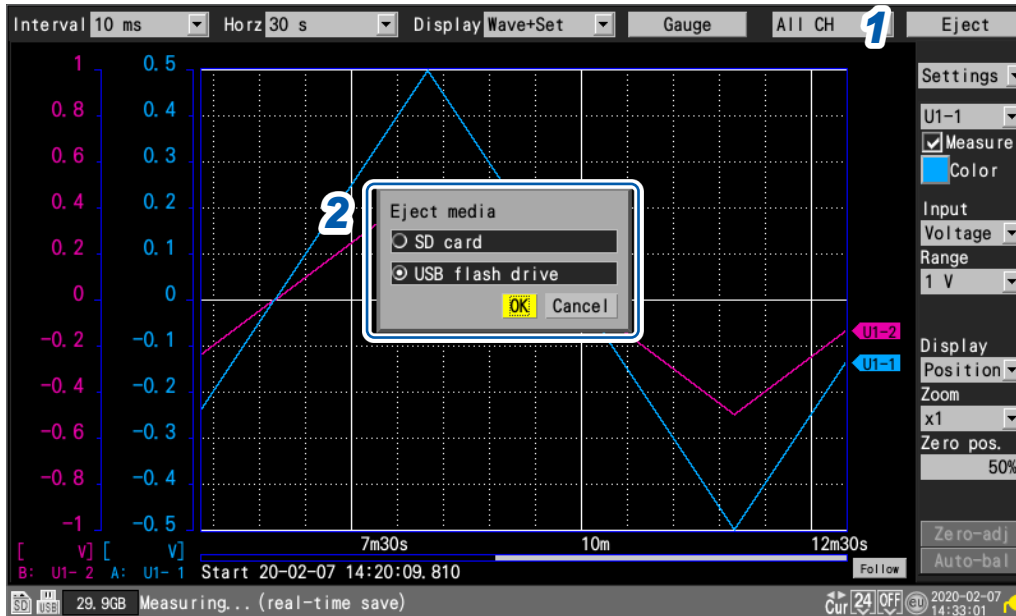 Interval 10 ms Horz 30 s Display Wave+Set Gauge All CH 1 Eject
Settings
U1-1
Measure
Color
Input
Voltage
Range
1 V
Display
Position
Zoom
x1
Zero pos.
50%
Zero-adj
Auto-bal
1 0.5
0.8 0.4
0.6 0.3
0.4 0.2
0.2 0.1
0 0
-0.2 -0.1
-0.4 -0.2
-0.6 -0.3
-0.8 -0.4
-1 -0.5
[ V] [ V]
B: U1- 2 A: U1- 1
2
Eject media
SD card
USB flash drive
OK Cancel
U1-2
U1-1
7m30s 10m 12m30s
Start 20-02-07 14:20:09.810
Follow
SD USB 29.9GB Measuring...(real-time save)
Cur 24 OFF EU 2020-02-07
14:33:01